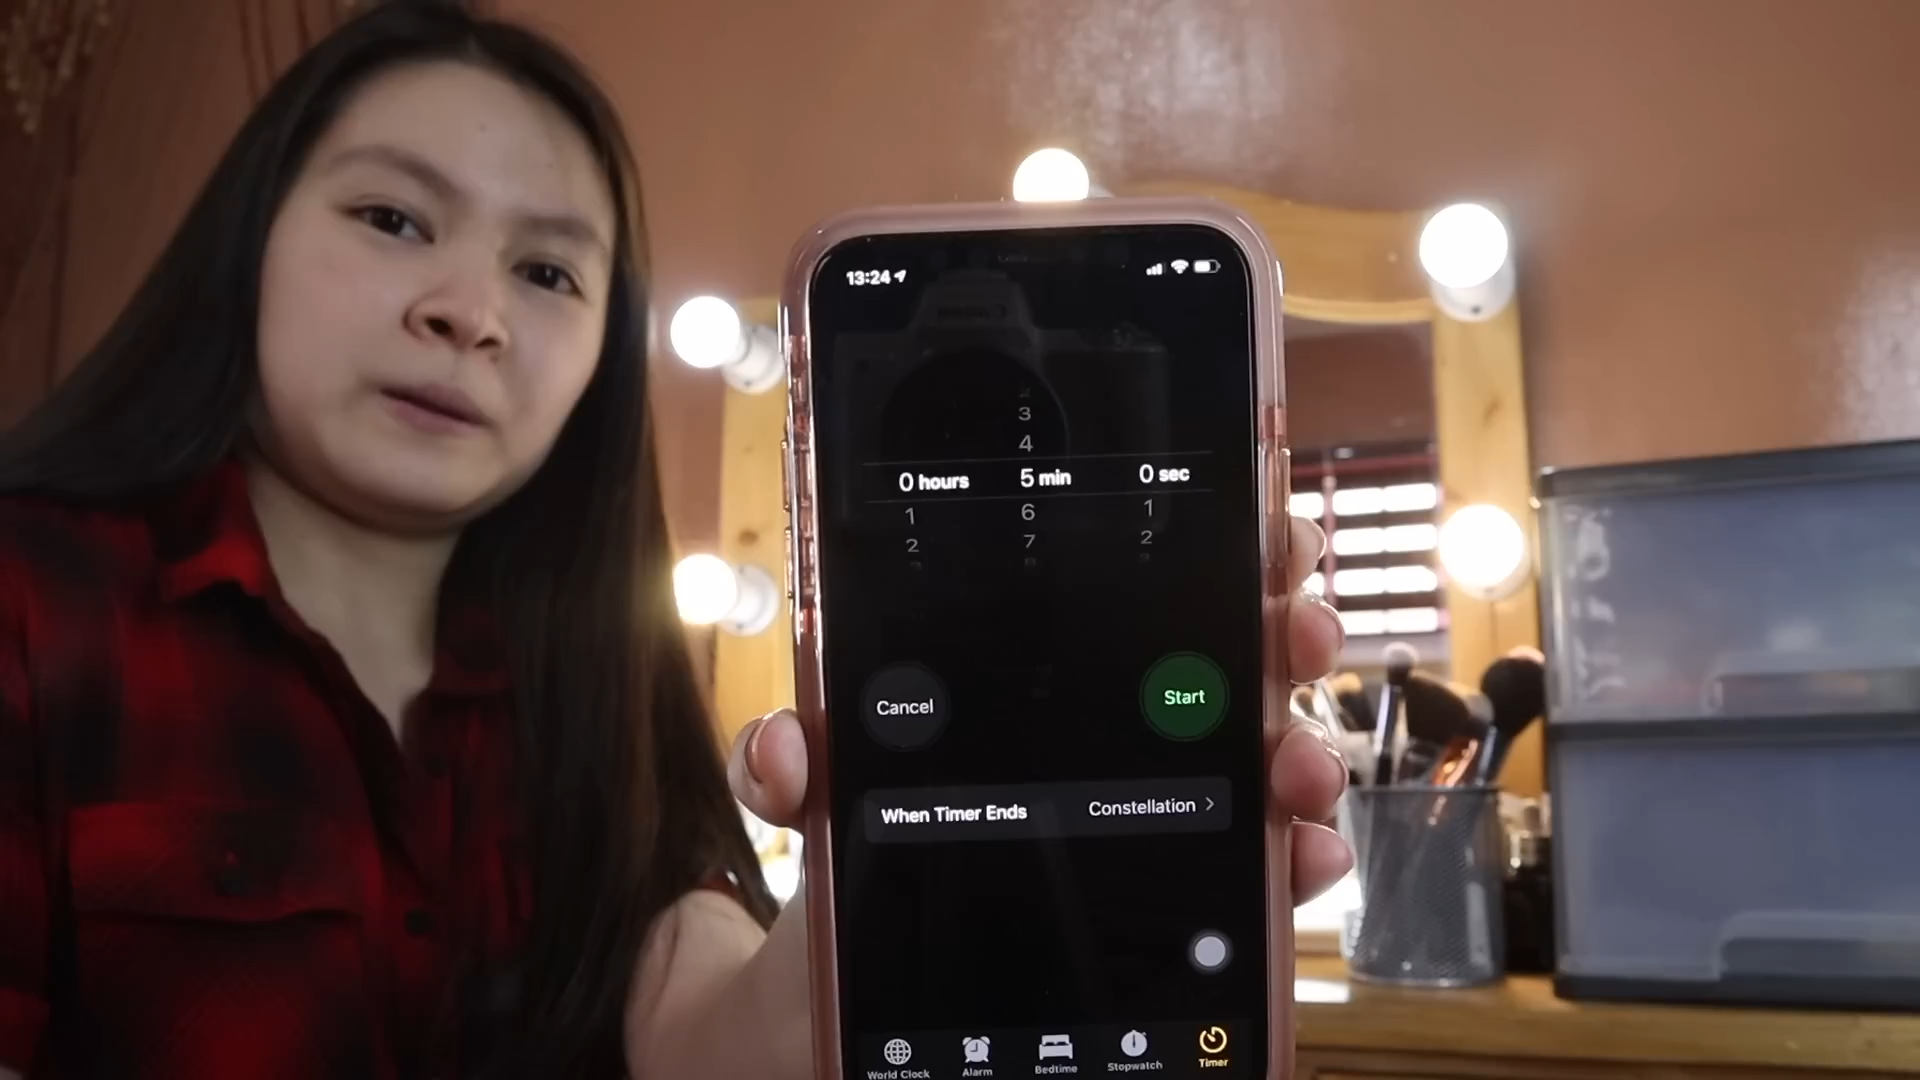 13:24
3
4
0 hours 5 min 0 sec
1 6 1
2 7 2
Cancel Start
When Timer Ends Constellation
World Clock Alarm Bedtime Stopwatch Timer